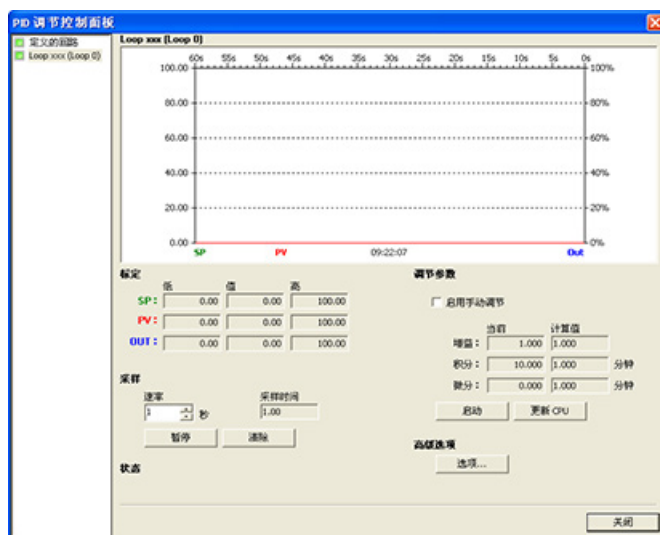 PID 调节控制面板
定义的回路
Loop xxx (Loop 0)
Loop xxx (Loop 0)
60s 55s 50s 45s 40s 35s 30s 25s 20s 15s 10s 5s 0s
100.00 100%
80.00 80%
60.00 60%
40.00 40%
20.00 20%
0.00 0%
SP PV 09:22:07 Out
标定
低 值 高
SP: 0.00 0.00 100.00
PV: 0.00 0.00 100.00
OUT: 0.00 0.00 100.00
采样
速率 采样时间
1 秒 1.00
暂停 清除
状态
调节参数
启用手动调节
当前 计算值
增益: 1.000 1.000
积分: 10.000 1.000 分钟
微分: 0.000 1.000 分钟
启动 更新 CPU
高级选项
选项...
关闭